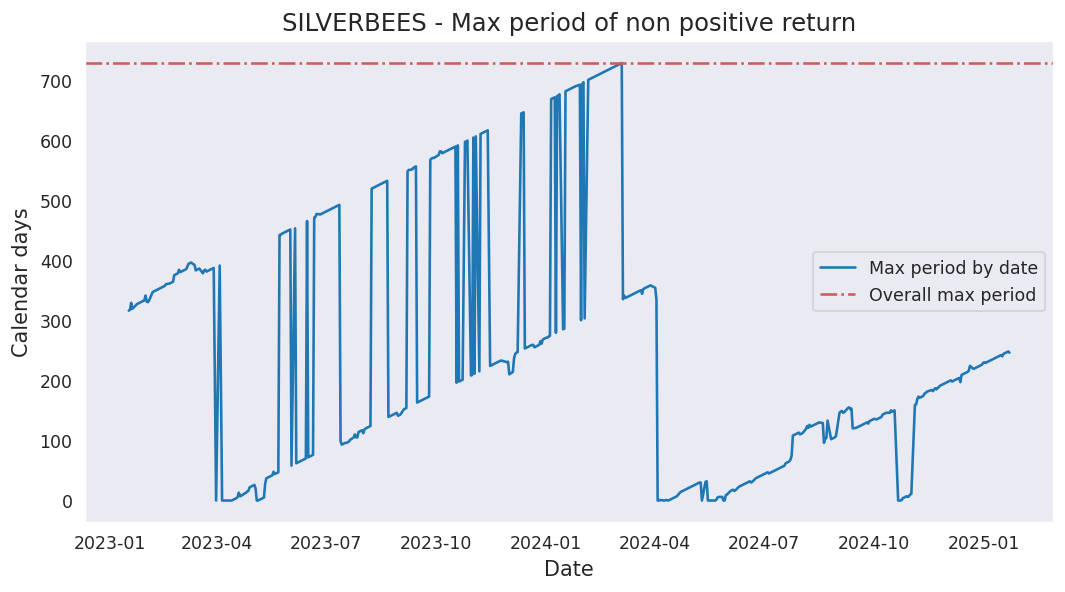 SILVERBEES - Max period of non positive return
Calendar days
700
600
500
400
300
200
100
0
Max period by date
Overall max period
2023-01 2023-04 2023-07 2023-10 2024-01 2024-04 2024-07 2024-10 2025-01
Date